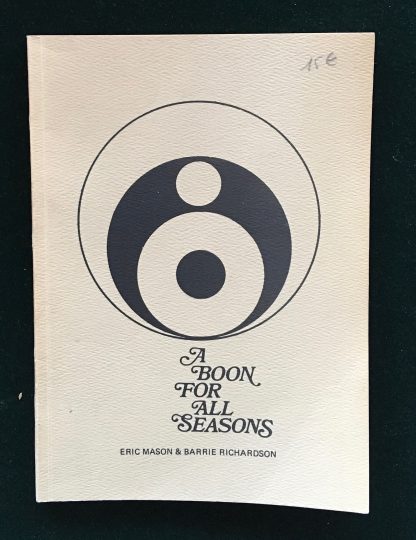 15€
A
BOON
FOR
ALL
SEASONS
ERIC MASON & BARRIE RICHARDSON